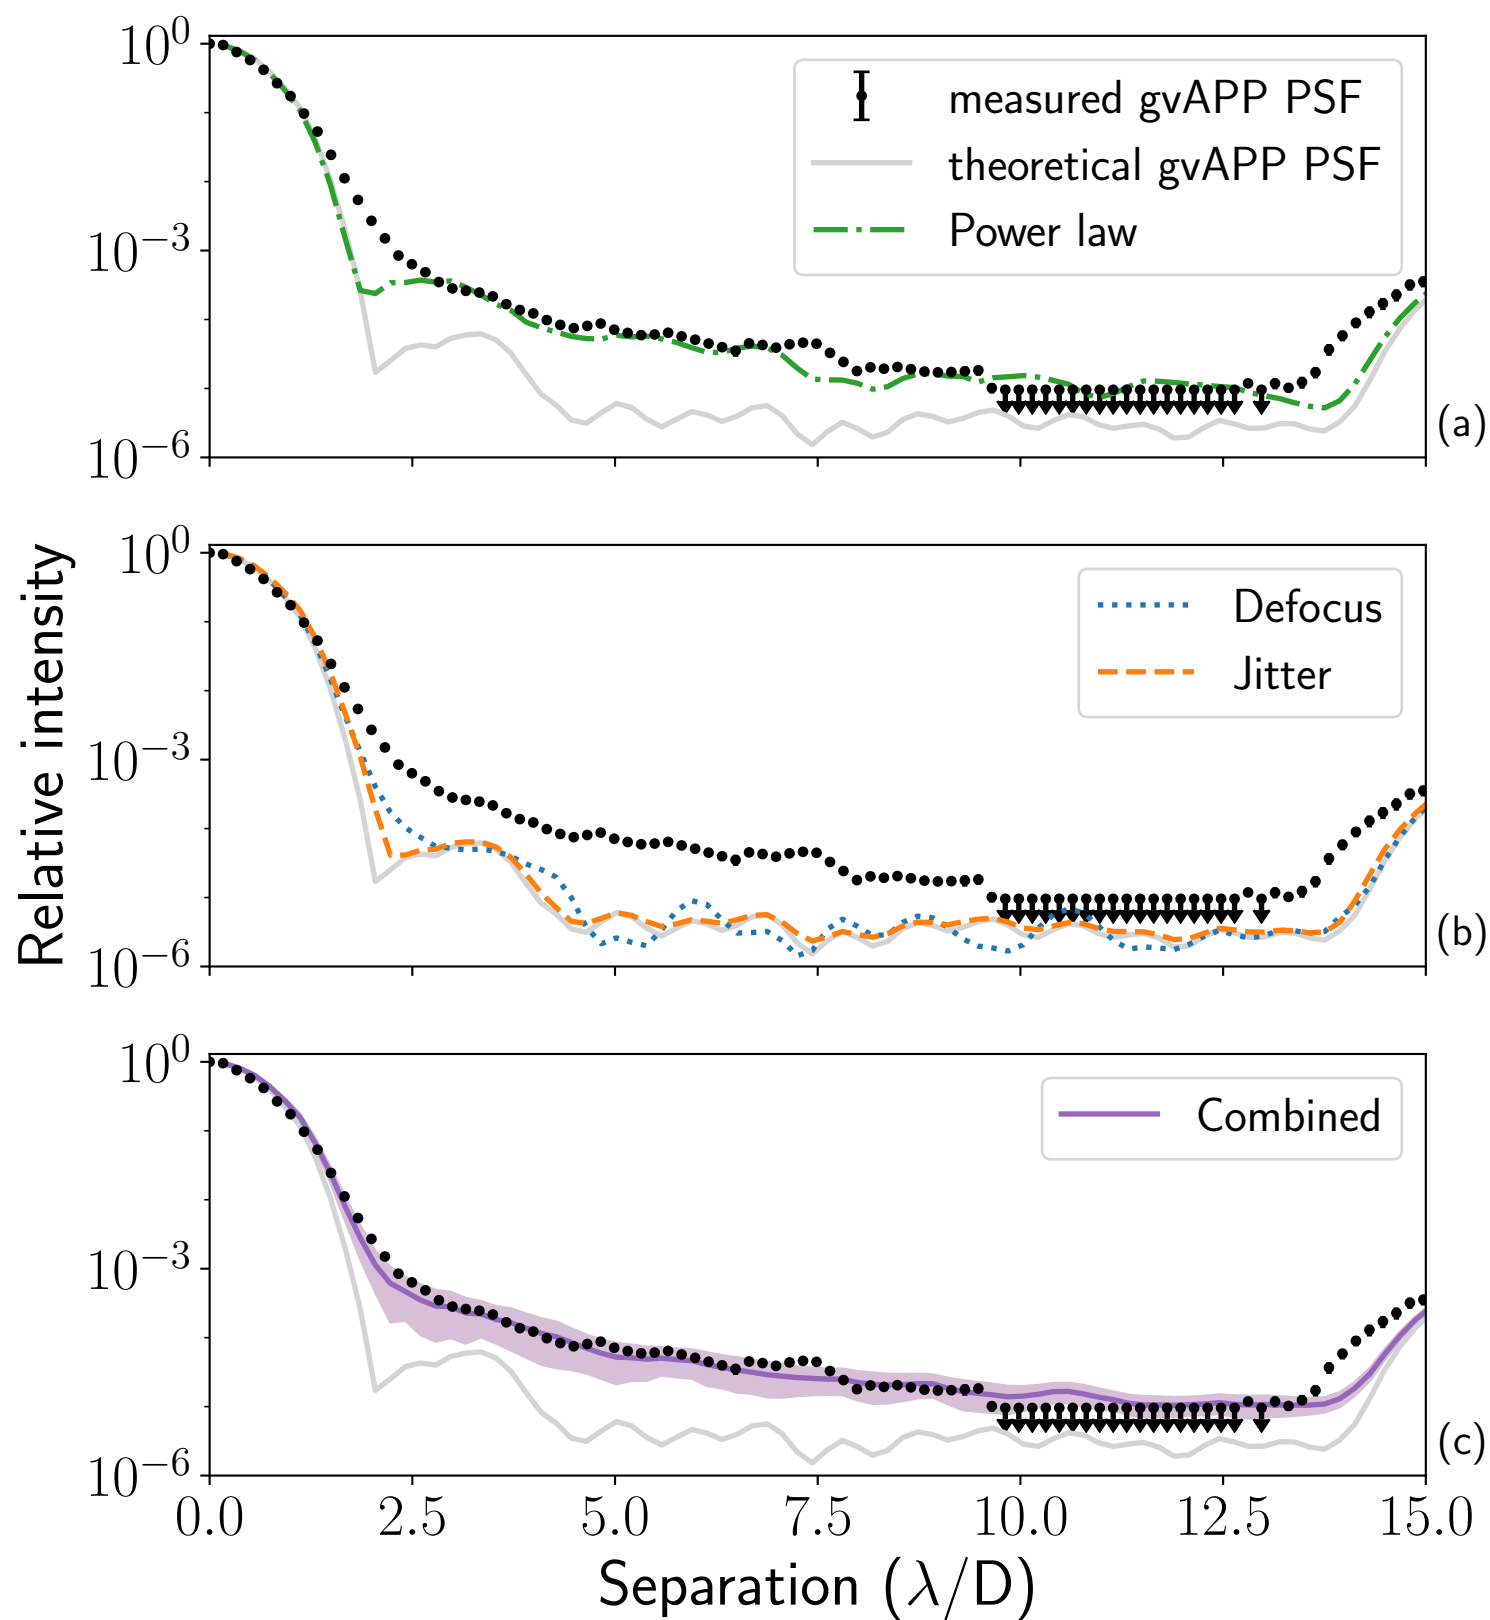 10^0
10^−3
10^−6
measured gvAPP PSF
theoretical gvAPP PSF
Power law
(a)
Relative intensity
10^0
10^−3
10^−6
Defocus
Jitter
(b)
10^0
10^−3
10^−6
Combined
(c)
0.0 2.5 5.0 7.5 10.0 12.5 15.0
Separation (λ/D)